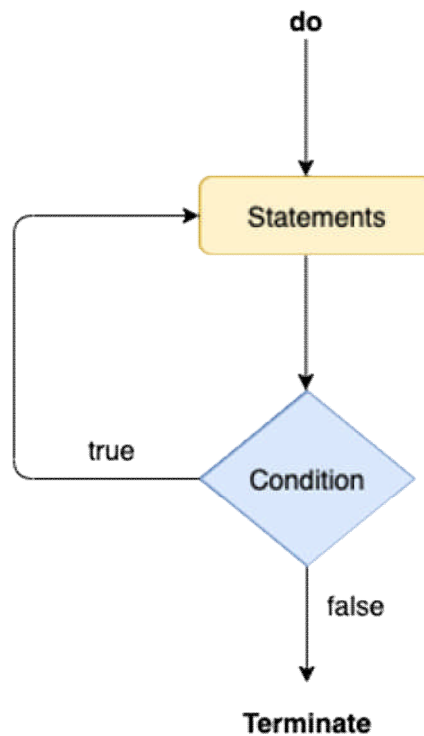 do
Statements
true
Condition
false
Terminate